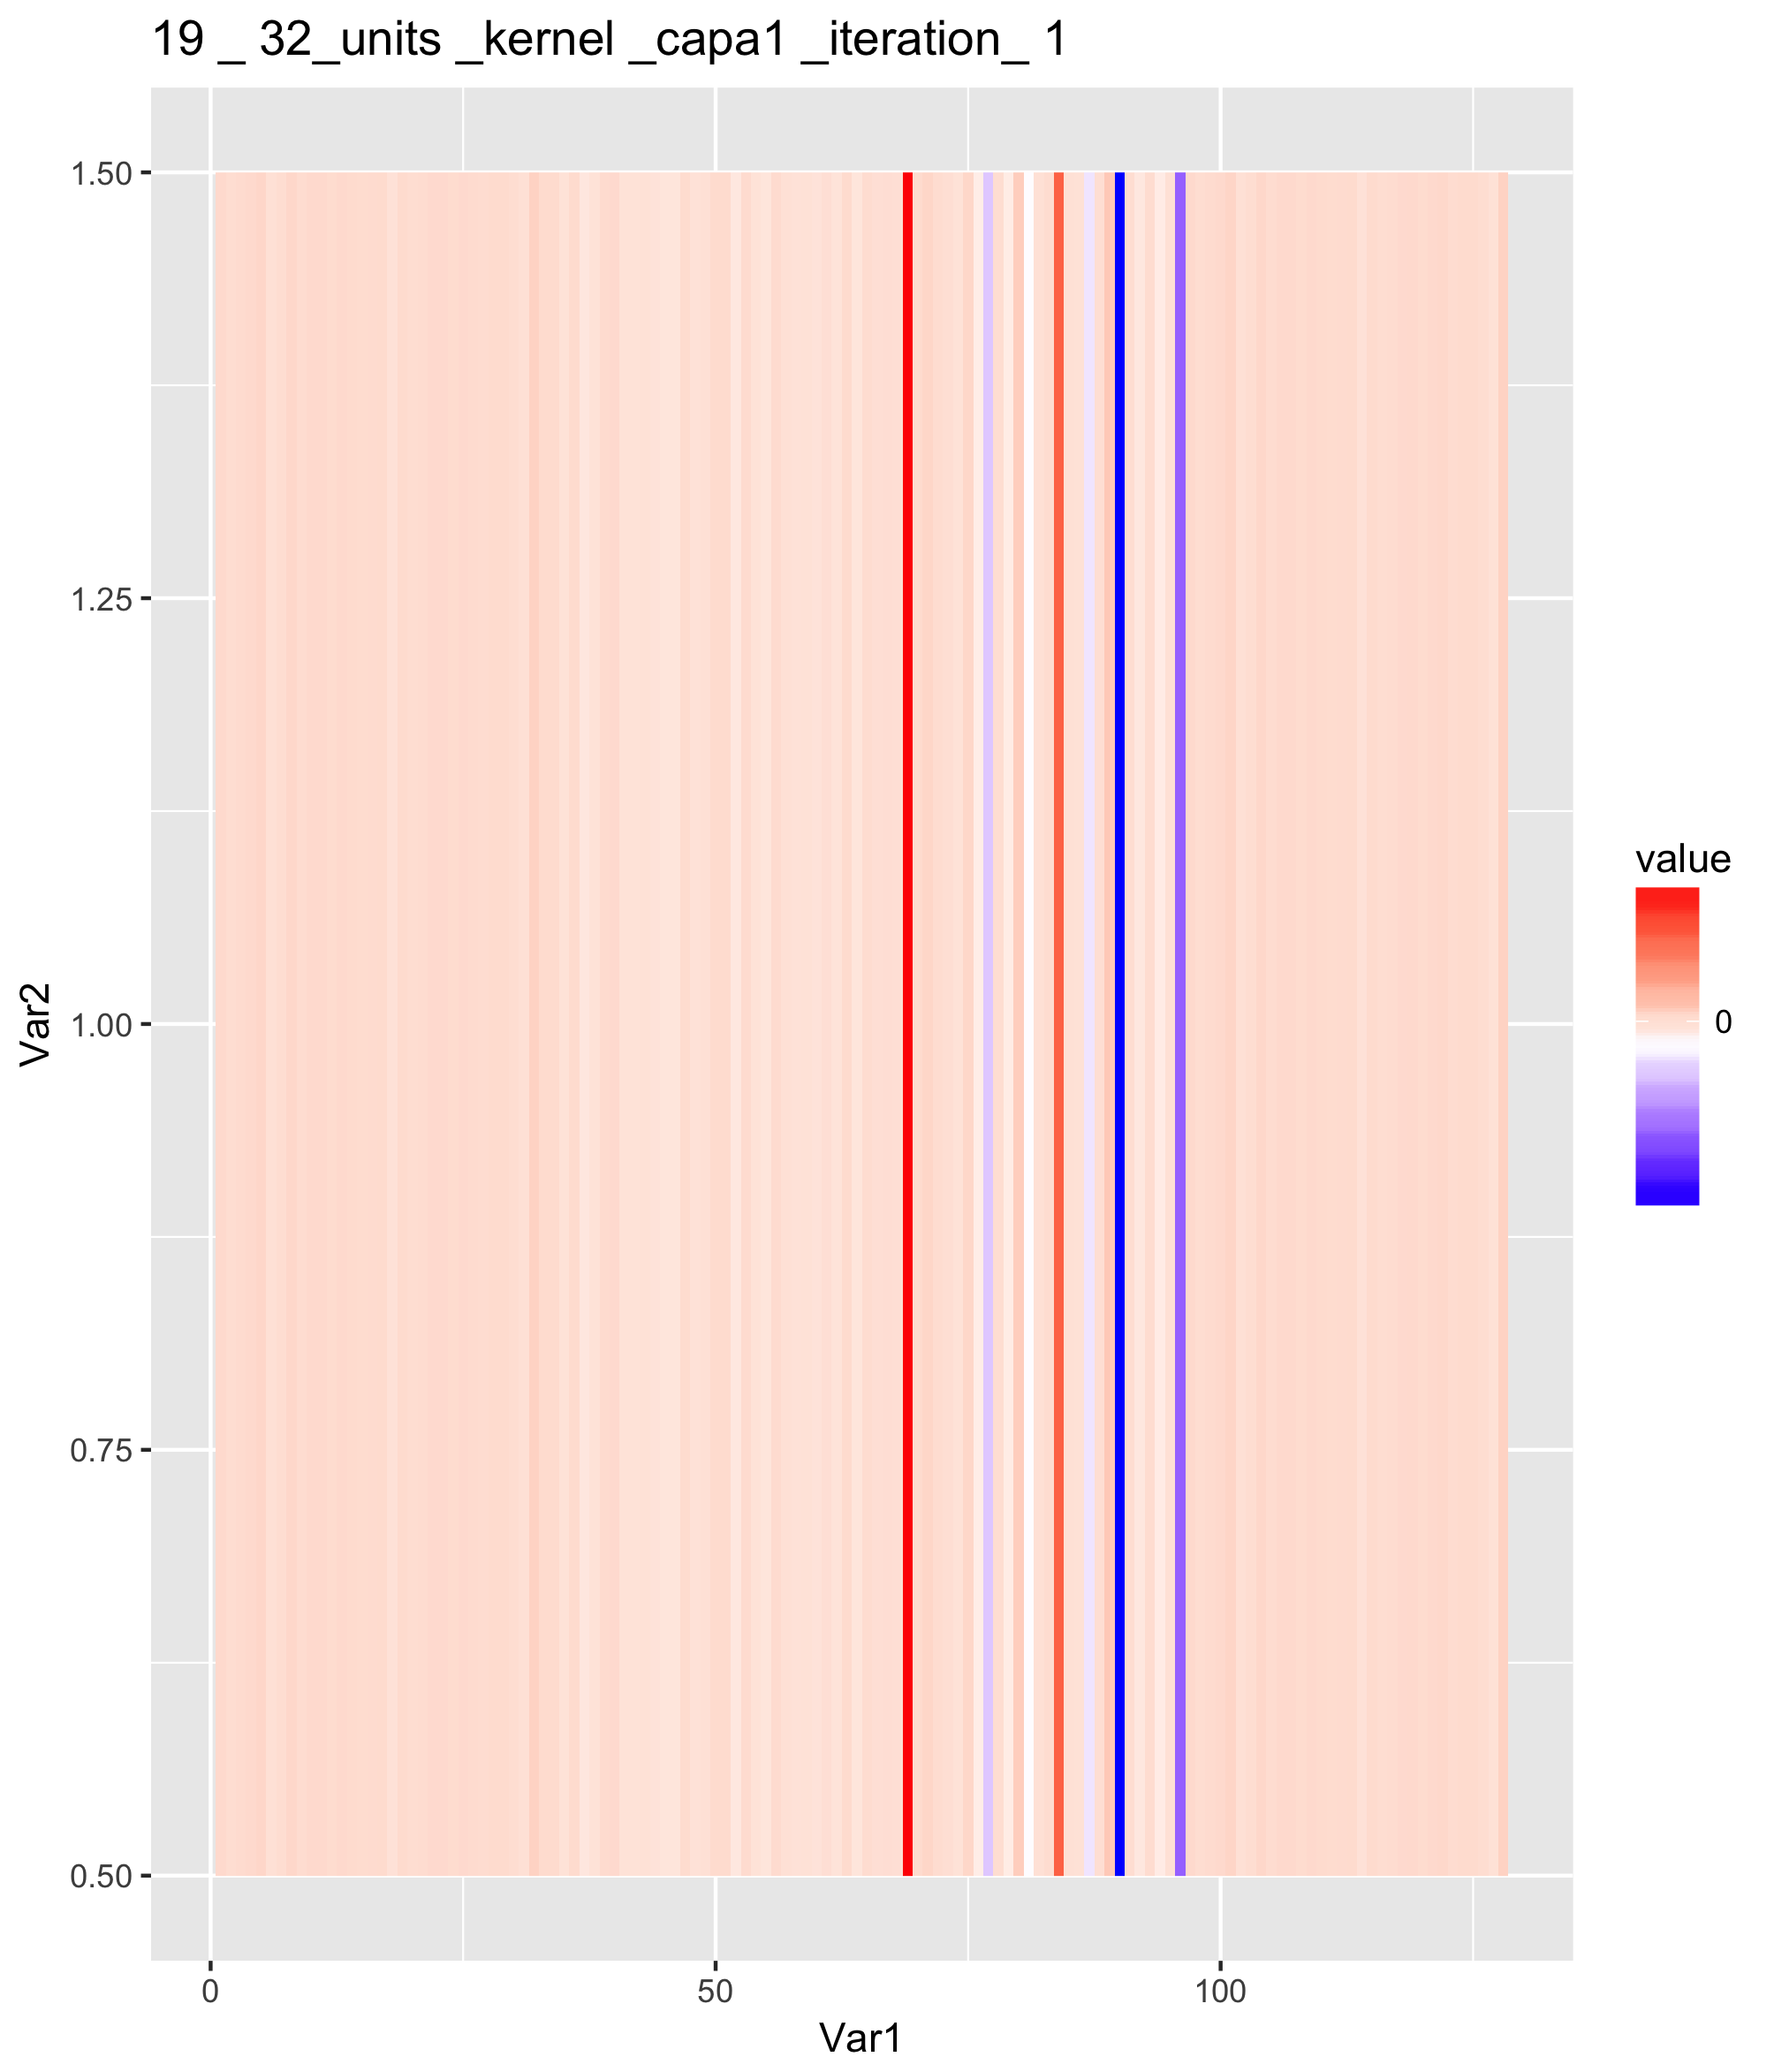 19 _ 32_units _kernel _capa1 _iteration_ 1
1.50
1.25
1.00
0.75
0.50
Var2
0
50
100
Var1
value
0